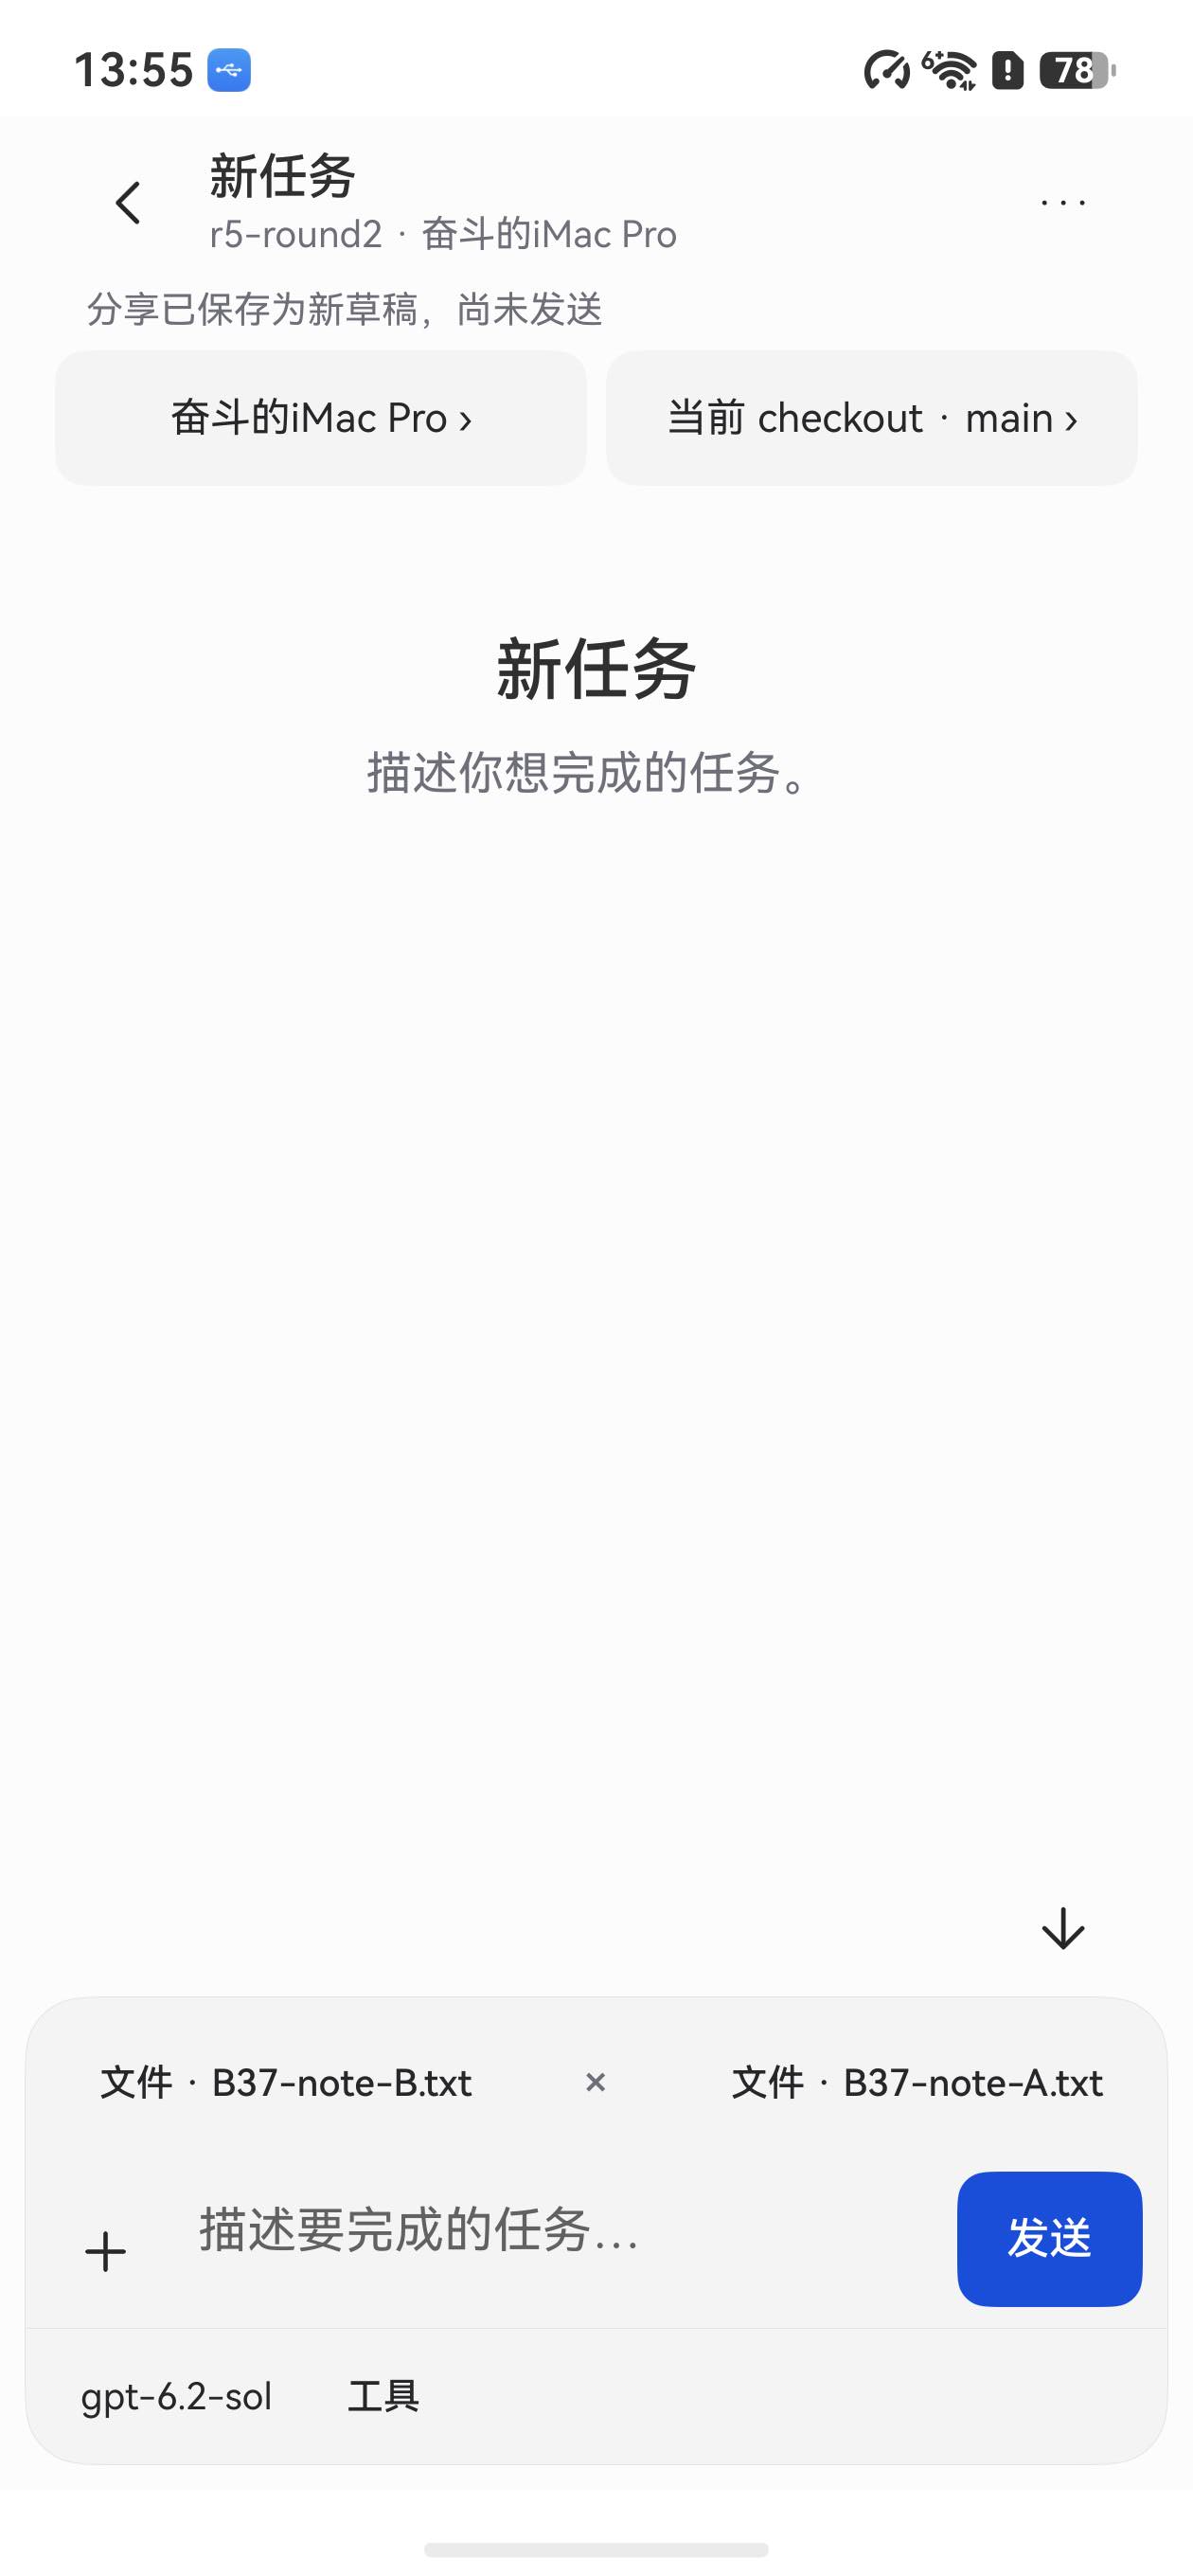 13:55
6+
78
新任务
r5-round2 · 奋斗的iMac Pro
分享已保存为新草稿，尚未发送
奋斗的iMac Pro ›
当前 checkout · main ›
新任务
描述你想完成的任务。
文件 · B37-note-B.txt × 文件 · B37-note-A.txt
描述要完成的任务...
发送
gpt-6.2-sol 工具